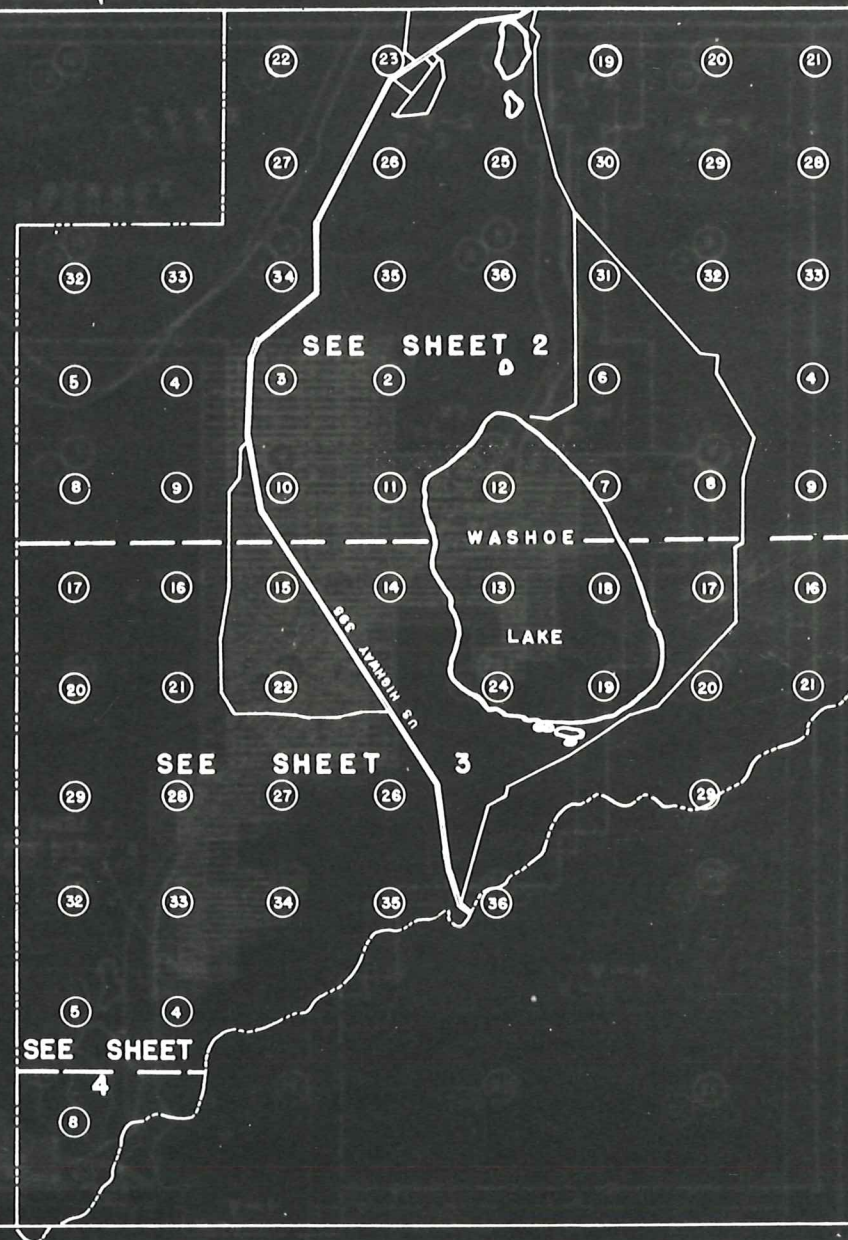 22 23 19 20 21
27 26 25 30 29 28
32 33 34 35 36 31 32 33
SEE SHEET 2
5 4 3 2 6 4
8 9 10 11 12 7 8 9
WASHOE
17 16 15 14 13 18 17 16
US HIGHWAY 395
LAKE
20 21 22 24 19 20 21
SEE SHEET 3
29 28 27 26 29
32 33 34 35 36
5 4
SEE SHEET
4
8